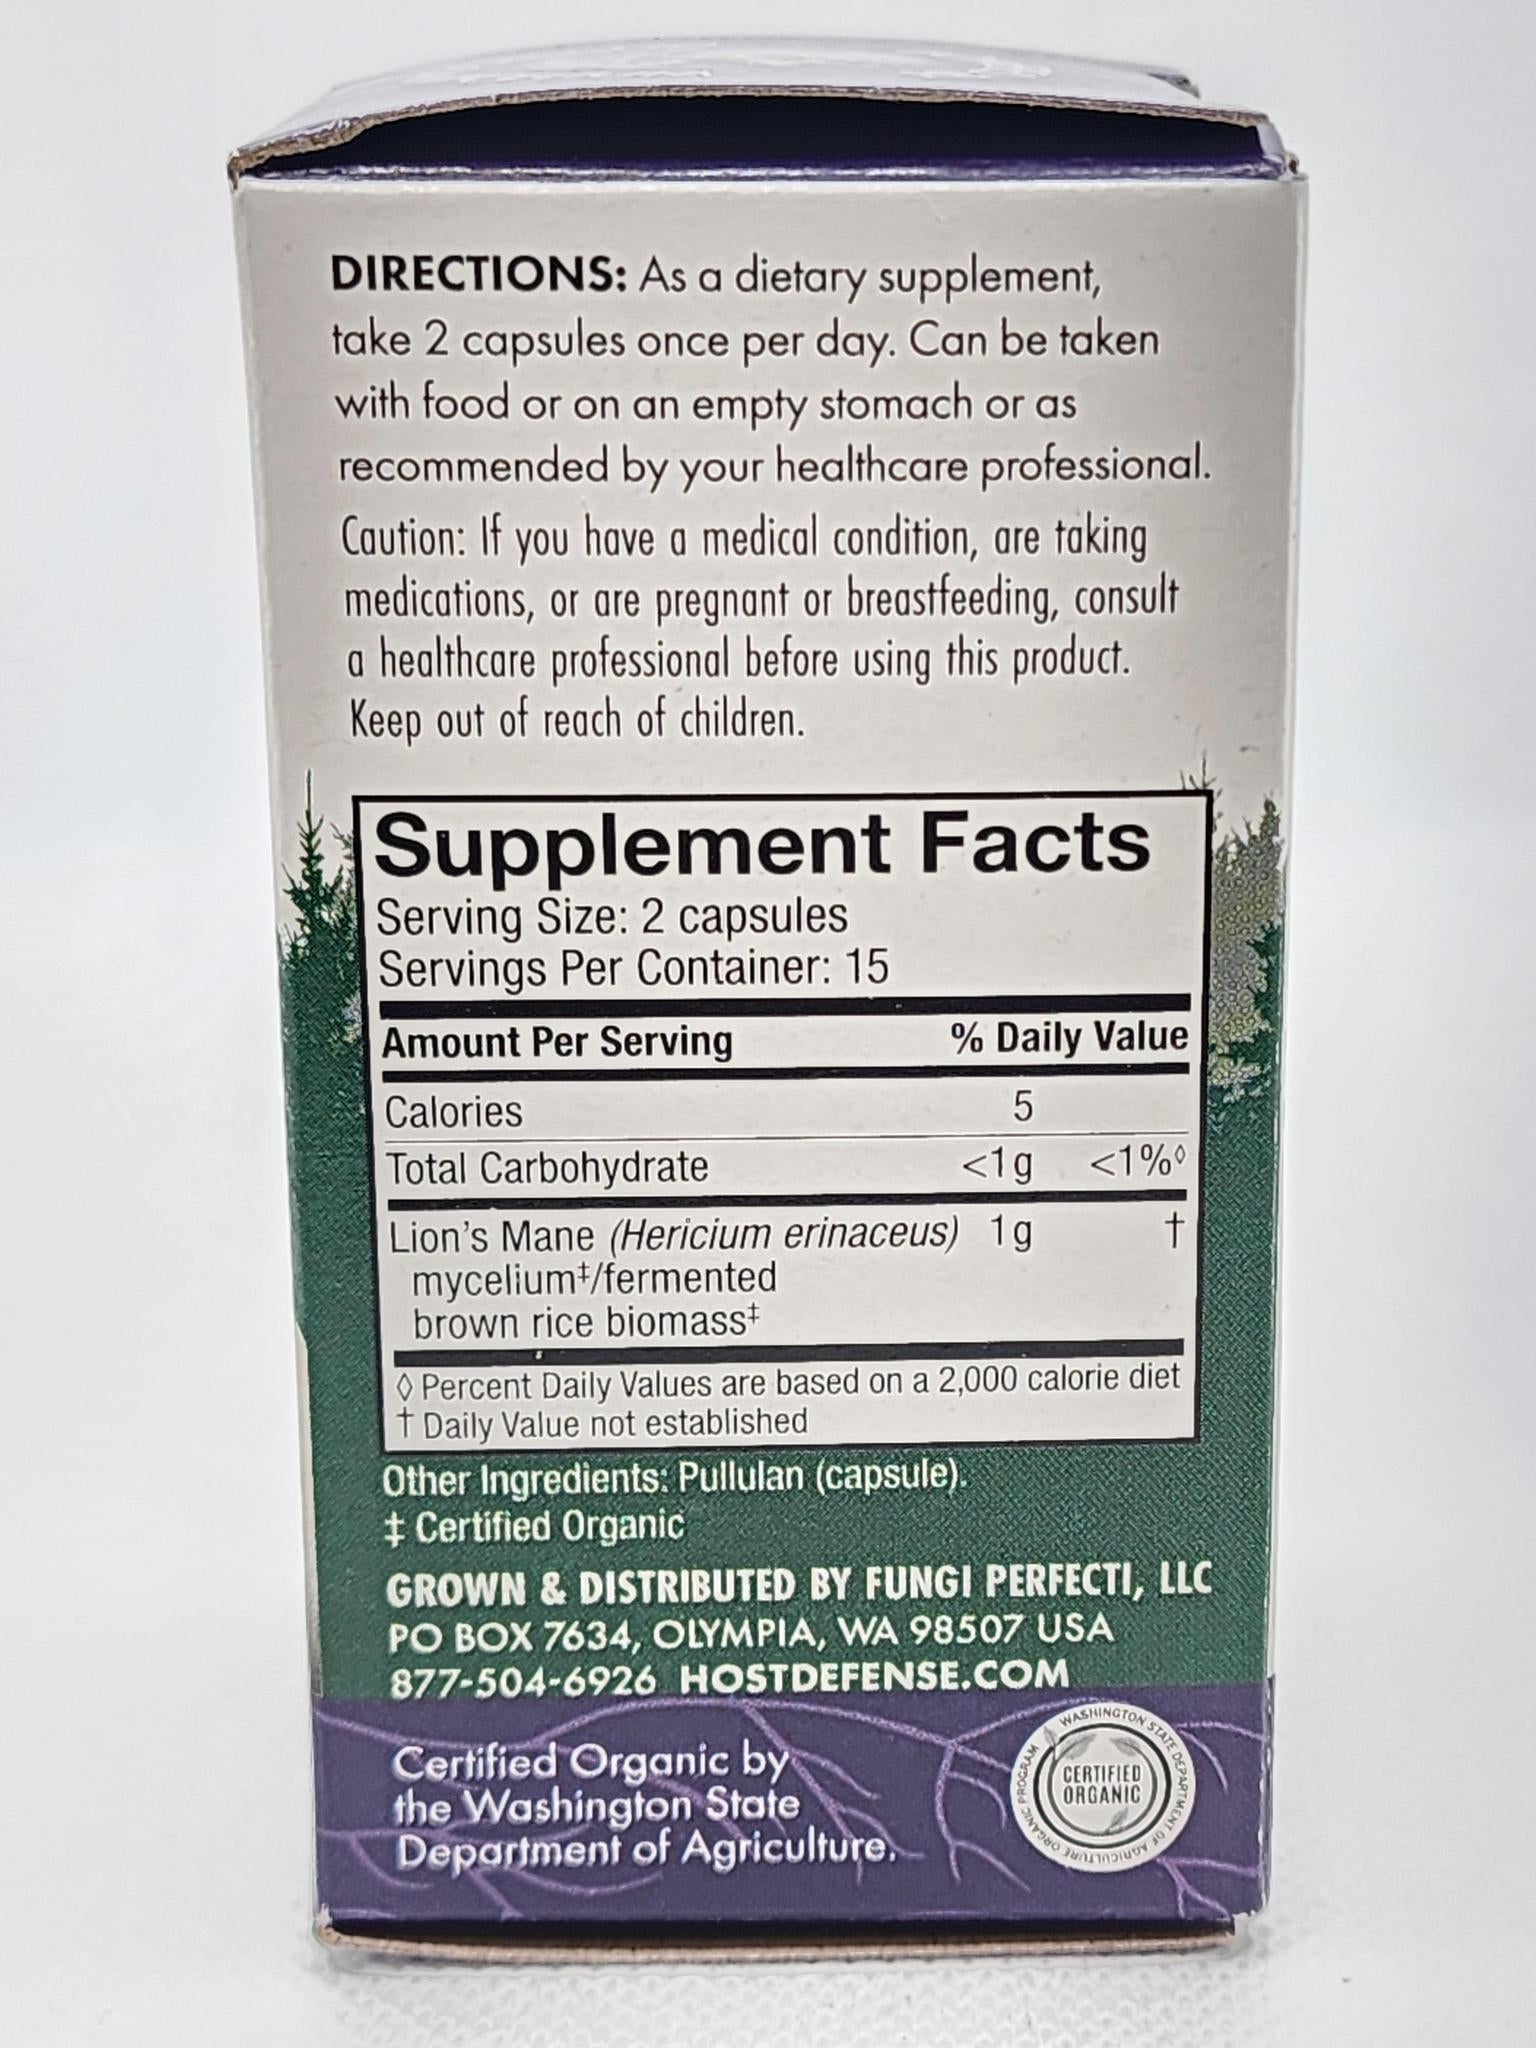 DIRECTIONS: As a dietary supplement,
take 2 capsules once per day. Can be taken
with food or on an empty stomach or as
recommended by your healthcare professional.
Caution: If you have a medical condition, are taking
medications, or are pregnant or breastfeeding, consult
a healthcare professional before using this product.
Keep out of reach of children.
Supplement Facts
Serving Size: 2 capsules
Servings Per Container: 15
Amount Per Serving % Daily Value
Calories 5
Total Carbohydrate <1g <1%◊
Lion's Mane (Hericium erinaceus) 1g †
mycelium‡/fermented
brown rice biomass‡
◊ Percent Daily Values are based on a 2,000 calorie diet
† Daily Value not established
Other Ingredients: Pullulan (capsule).
‡ Certified Organic
GROWN & DISTRIBUTED BY FUNGI PERFECTI, LLC
PO BOX 7634, OLYMPIA, WA 98507 USA
877-504-6926 HOSTDEFENSE.COM
Certified Organic by
the Washington State
Department of Agriculture.
WASHINGTON STATE DEPARTMENT OF AGRICULTURE ORGANIC PROGRAM
CERTIFIED
ORGANIC